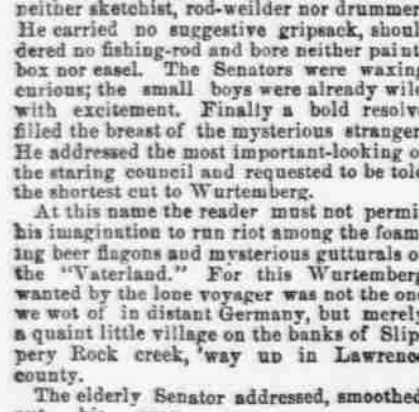 neither sketchist, rod-weilder nor drummer
He carried no suggestive gripsack, shoul
dered no fishing-rod and bore neither paint
box nor easel. The Senators were waxing
curious; the small boys were already wild
with excitement. Finally a bold resolve
filled the breast of the mysterious stranger
He addressed the most important-looking o
the staring council and requested to be tol
the shortest cut to Wurtemberg.
At this name the reader must not permi
his imagination to run riot among the foam
ing beer flagons and mysterious gutturals o
the "Vaterland." For this Wurtemberg
wanted by the lone voyager was not the on
we wot of in distant Germany, but merely
a quaint little village on the banks of Slip
pery Rock creek, 'way up in Lawrenc
county.
The elderly Senator addressed, smoothed